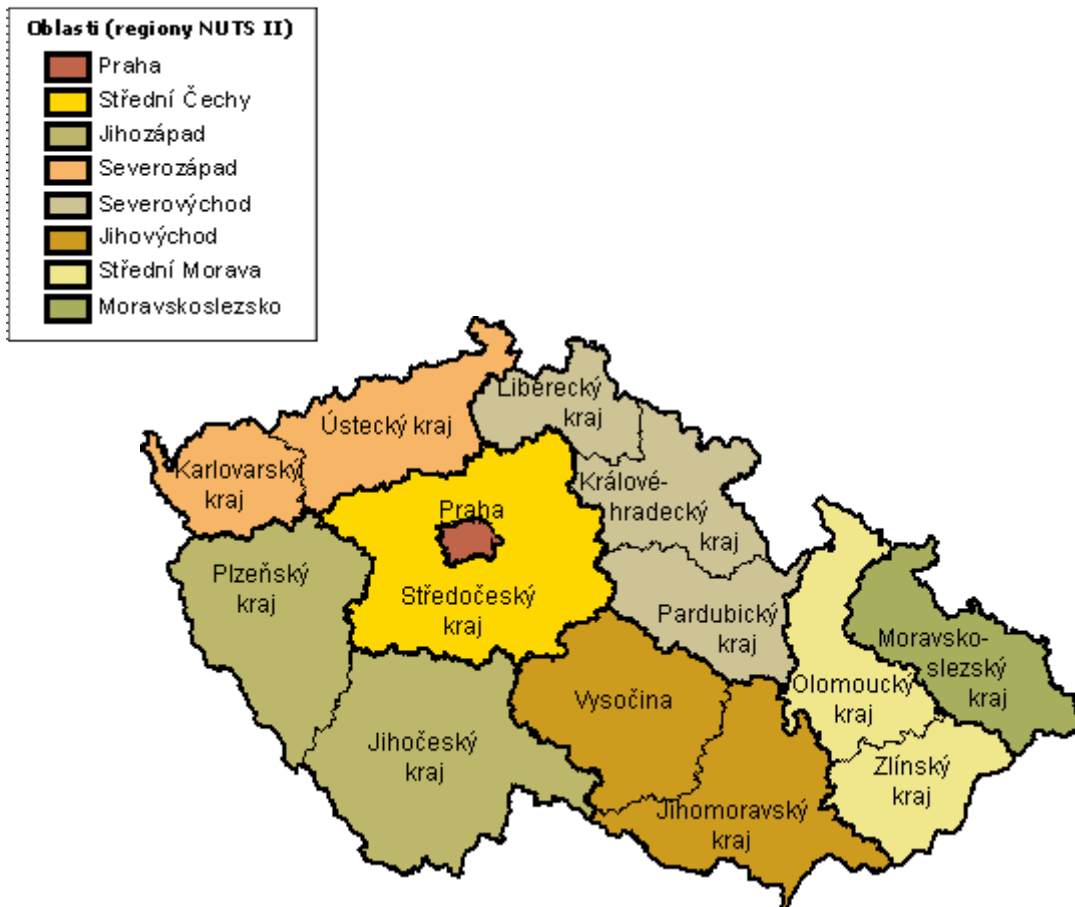 Oblasti (regiony NUTS II)
Praha
Střední Čechy
Jihozápad
Severozápad
Severovýchod
Jihovýchod
Střední Morava
Moravskoslezsko
Liberecký
kraj
Ústecký kraj
Karlovarský
kraj
Králové-
hradecký
kraj
Praha
Plzeňský
kraj
Středočeský
kraj
Pardubický
kraj
Moravsko-
slezský
kraj
Olomoucký
kraj
Vysočina
Jihočeský
kraj
Zlínský
kraj
Jihomoravský
kraj